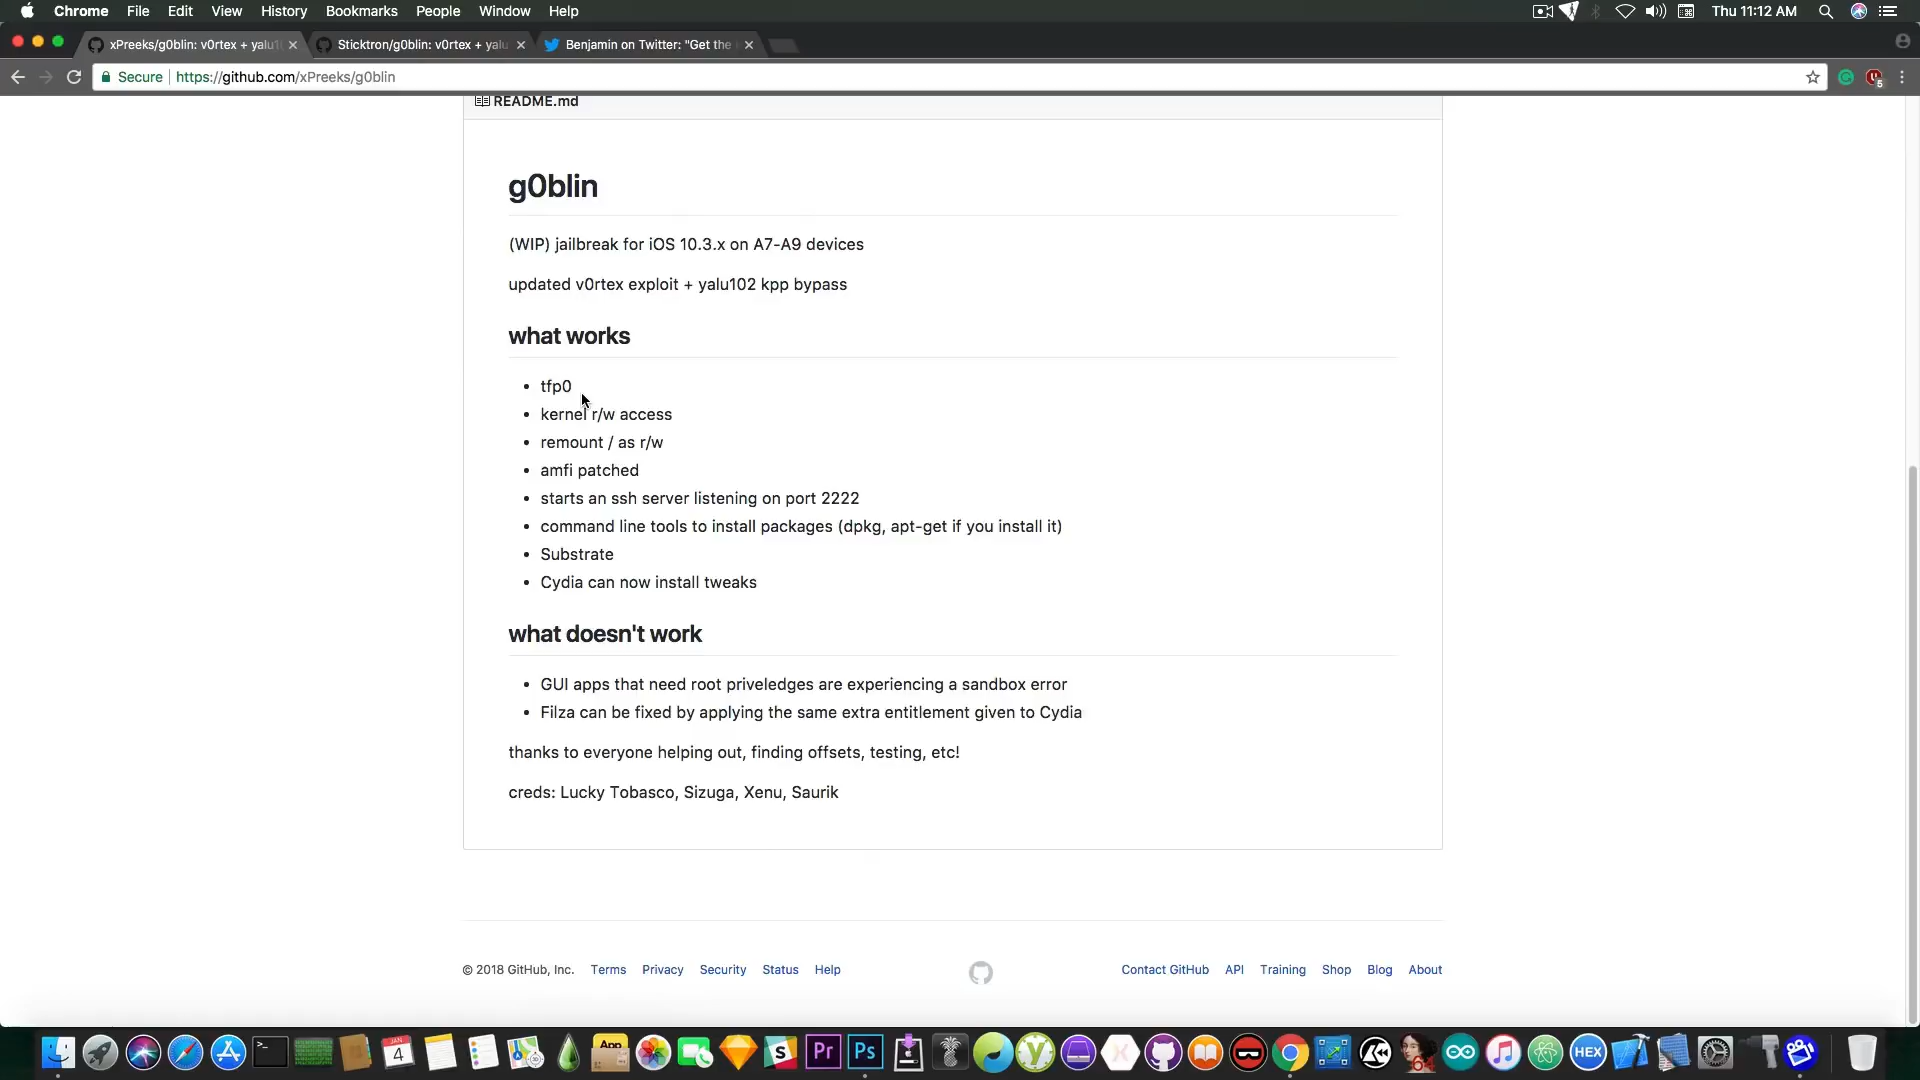 Chrome File Edit View History Bookmarks People Window Help Thu 11:12 AM
xPreeks/g0blin: v0rtex + yalu1 Sticktron/g0blin: v0rtex + yalu Benjamin on Twitter: "Get the
Secure https://github.com/xPreeks/g0blin
README.md
g0blin
(WIP) jailbreak for iOS 10.3.x on A7-A9 devices
updated v0rtex exploit + yalu102 kpp bypass
what works
tfp0
kernel r/w access
remount / as r/w
amfi patched
starts an ssh server listening on port 2222
command line tools to install packages (dpkg, apt-get if you install it)
Substrate
Cydia can now install tweaks
what doesn't work
GUI apps that need root priveledges are experiencing a sandbox error
Filza can be fixed by applying the same extra entitlement given to Cydia
thanks to everyone helping out, finding offsets, testing, etc!
creds: Lucky Tobasco, Sizuga, Xenu, Saurik
© 2018 GitHub, Inc. Terms Privacy Security Status Help Contact GitHub API Training Shop Blog About
4 App Pr Ps HEX